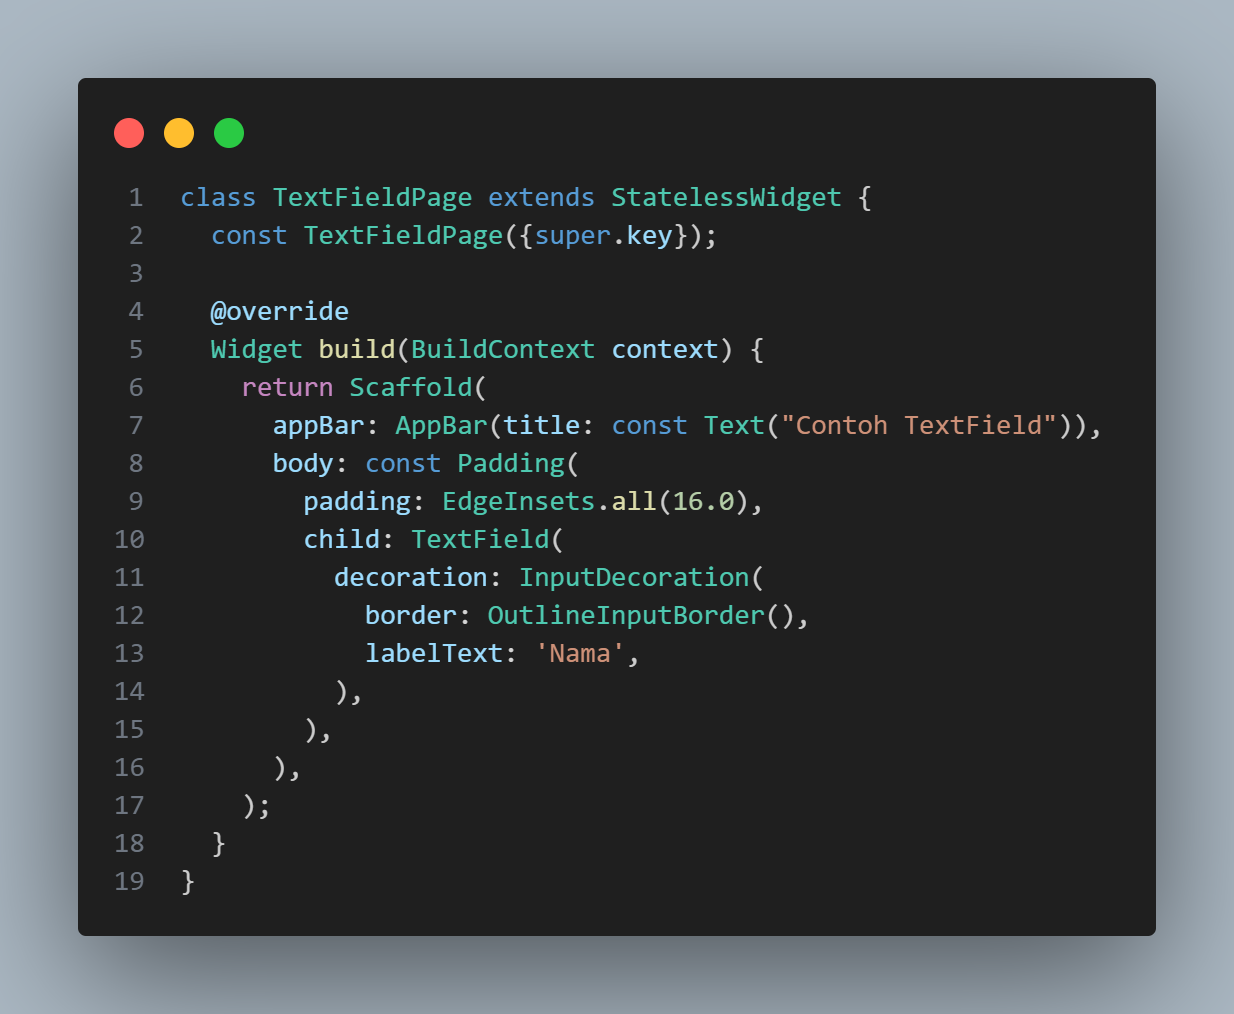 1 class TextFieldPage extends StatelessWidget {
2   const TextFieldPage({super.key});
3
4   @override
5   Widget build(BuildContext context) {
6     return Scaffold(
7       appBar: AppBar(title: const Text("Contoh TextField")),
8       body: const Padding(
9         padding: EdgeInsets.all(16.0),
10         child: TextField(
11           decoration: InputDecoration(
12             border: OutlineInputBorder(),
13             labelText: 'Nama',
14           ),
15         ),
16       ),
17     );
18   }
19 }